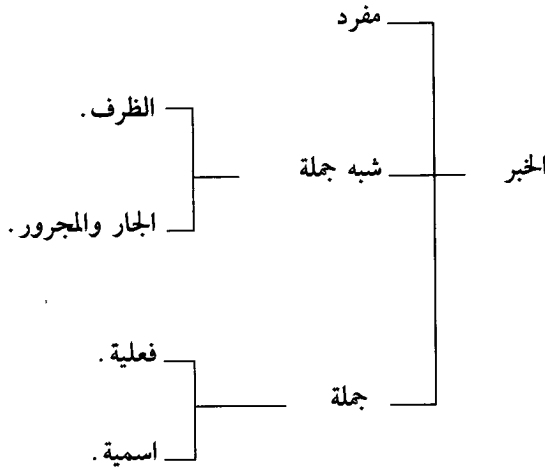 مفرد
الظرف.
الخبر
شبه جملة
الجار والمجرور.
فعلية.
جملة
اسمية.